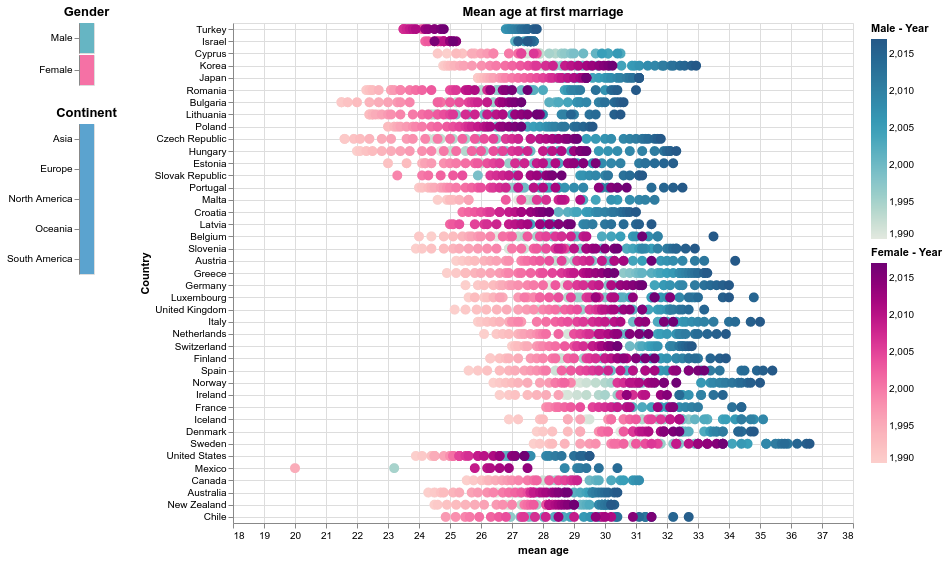 Gender
Male
Female
Continent
Asia
Europe
North America
Oceania
South America
Mean age at first marriage
Country
Turkey
Israel
Cyprus
Korea
Japan
Romania
Bulgaria
Lithuania
Poland
Czech Republic
Hungary
Estonia
Slovak Republic
Portugal
Malta
Croatia
Latvia
Belgium
Slovenia
Austria
Greece
Germany
Luxembourg
United Kingdom
Italy
Netherlands
Switzerland
Finland
Spain
Norway
Ireland
France
Iceland
Denmark
Sweden
United States
Mexico
Canada
Australia
New Zealand
Chile
18 19 20 21 22 23 24 25 26 27 28 29 30 31 32 33 34 35 36 37 38
mean age
Male - Year
2,015
2,010
2,005
2,000
1,995
1,990
Female - Year
2,015
2,010
2,005
2,000
1,995
1,990